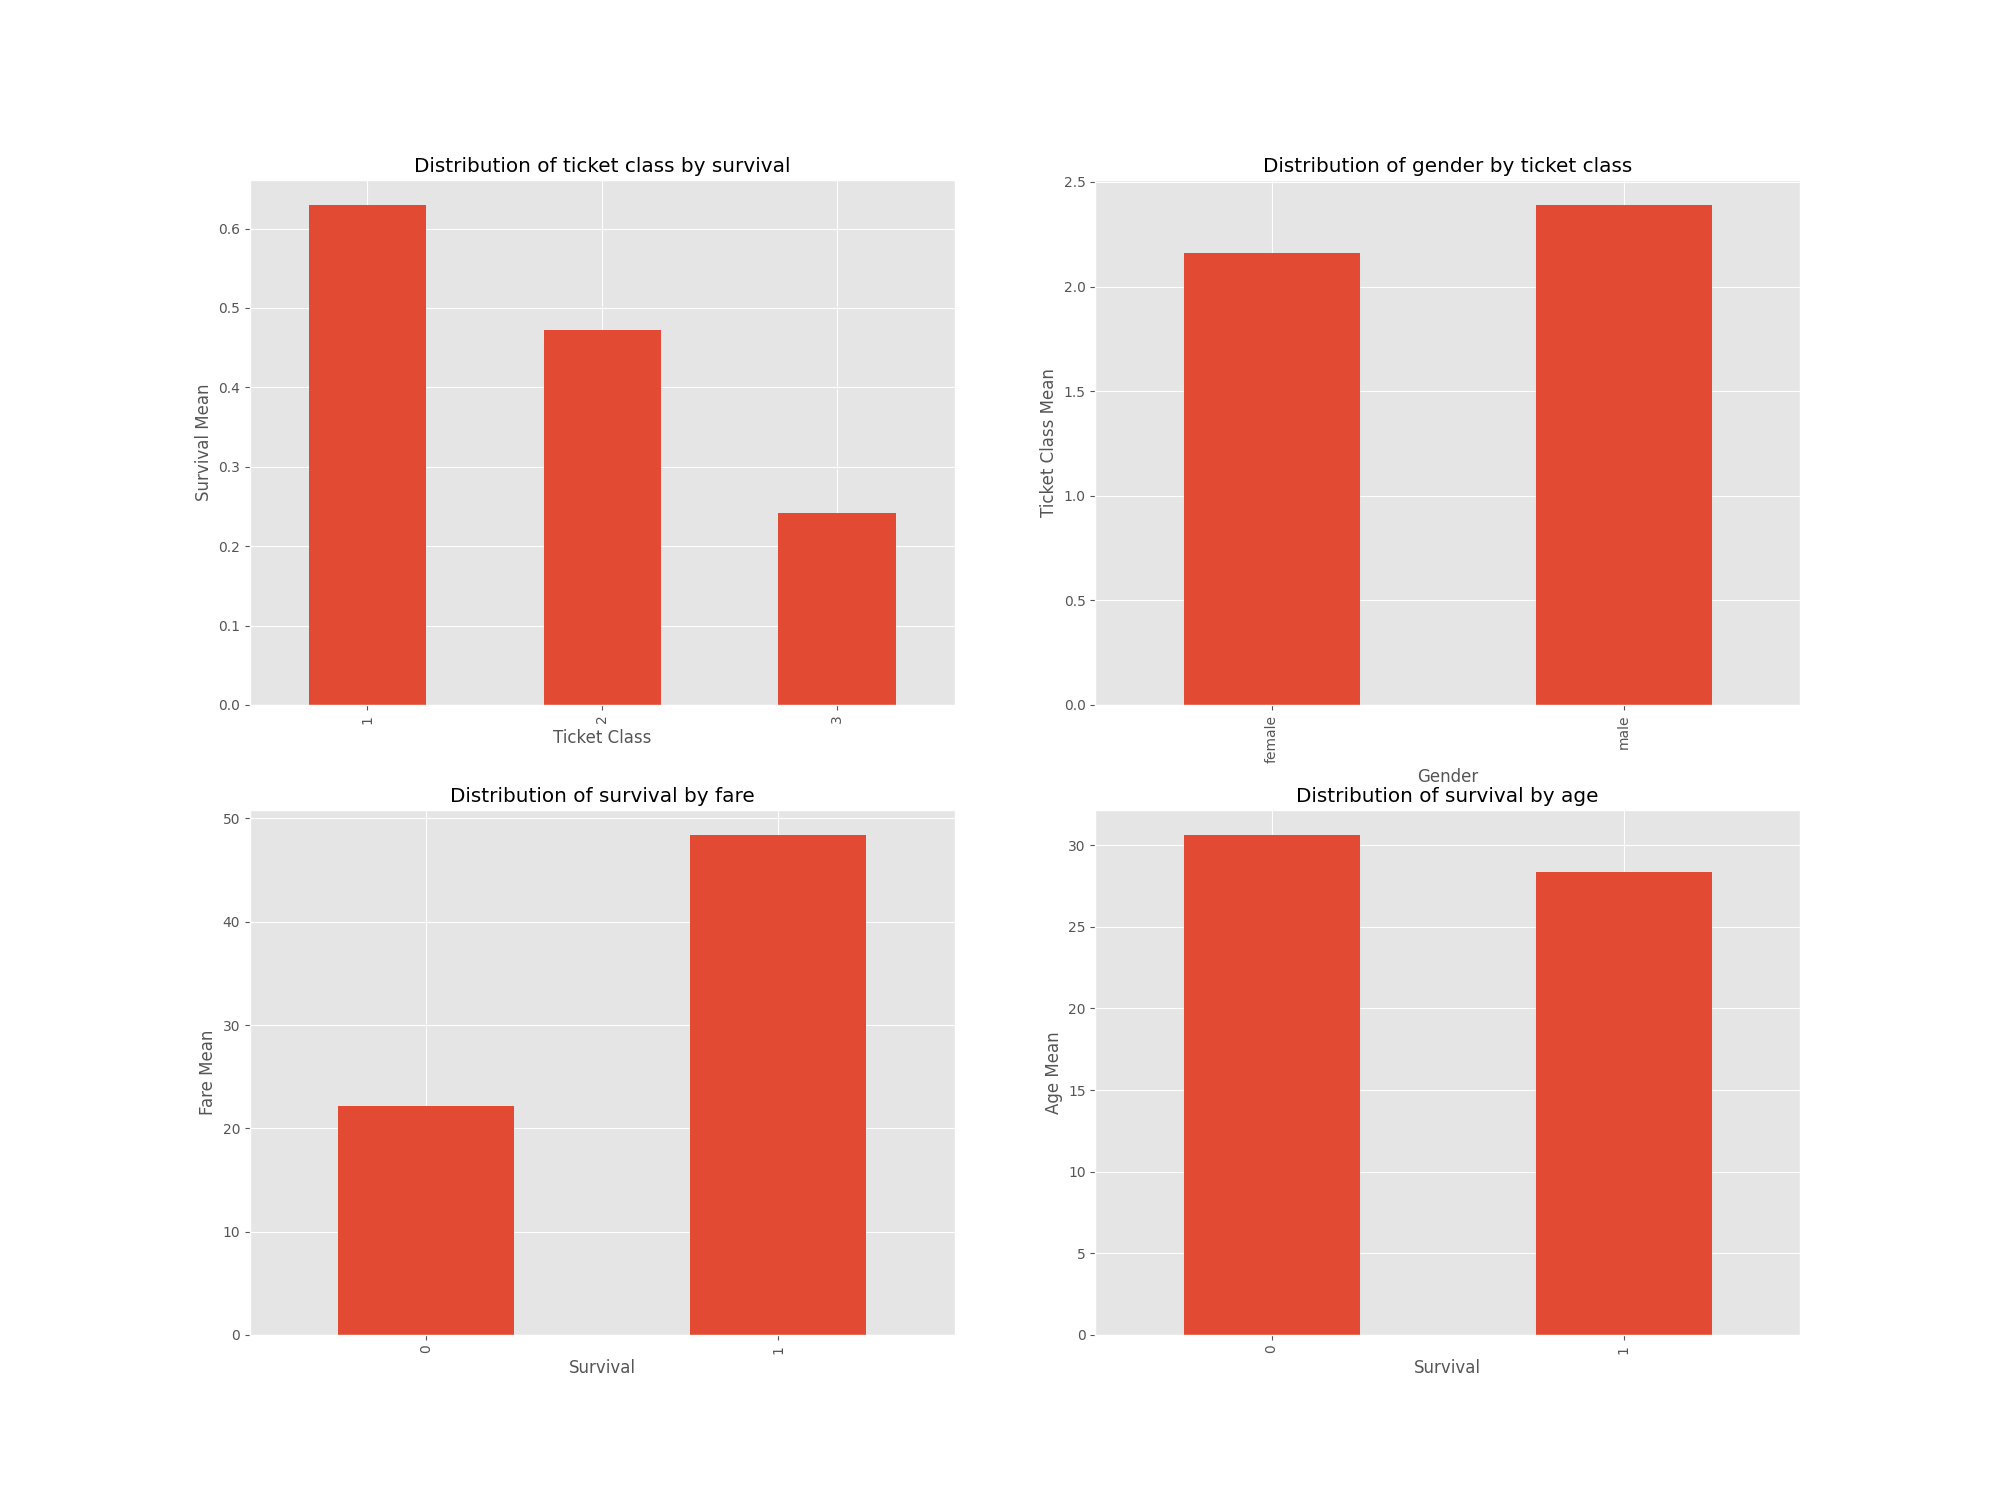 Distribution of ticket class by survival
Survival Mean
0.6
0.5
0.4
0.3
0.2
0.1
0.0
1
2
3
Ticket Class
Distribution of gender by ticket class
Ticket Class Mean
2.5
2.0
1.5
1.0
0.5
0.0
female
male
Gender
Distribution of survival by fare
Fare Mean
50
40
30
20
10
0
0
1
Survival
Distribution of survival by age
Age Mean
30
25
20
15
10
5
0
0
1
Survival